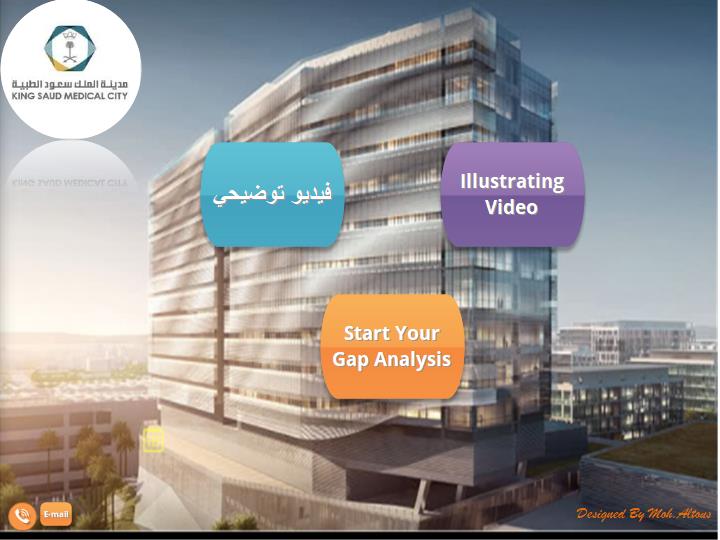 مدينة الملك سعود الطبية
KING SAUD MEDICAL CITY
فيديو توضيحي
Illustrating
Video
Start Your
Gap Analysis
E-mail
Designed By Moh.Altous